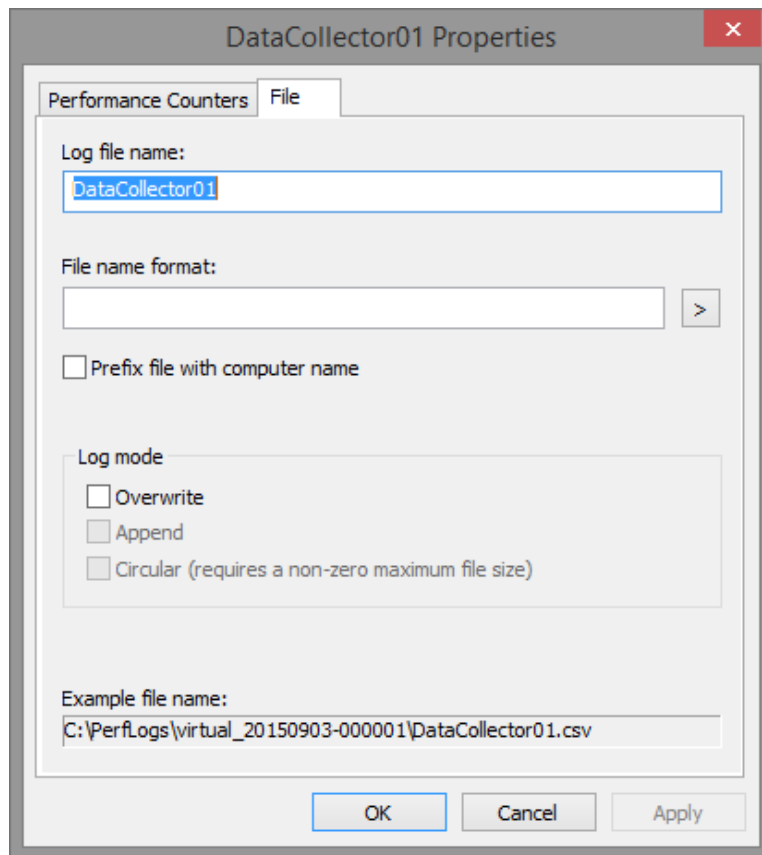 DataCollector01 Properties
Performance Counters File
Log file name:
DataCollector01
File name format:
>
Prefix file with computer name
Log mode
Overwrite
Append
Circular (requires a non-zero maximum file size)
Example file name:
C:\PerfLogs\virtual_20150903-000001\DataCollector01.csv
OK Cancel Apply